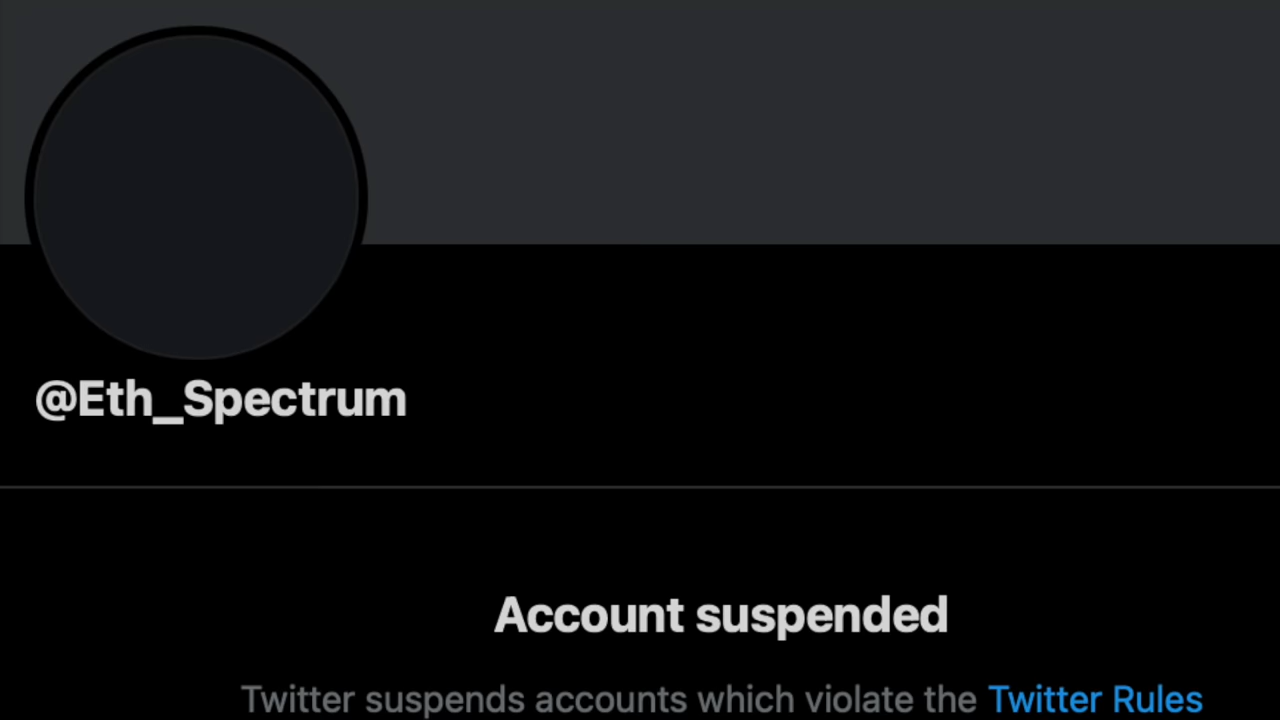 @Eth_Spectrum
Account suspended
Twitter suspends accounts which violate the Twitter Rules